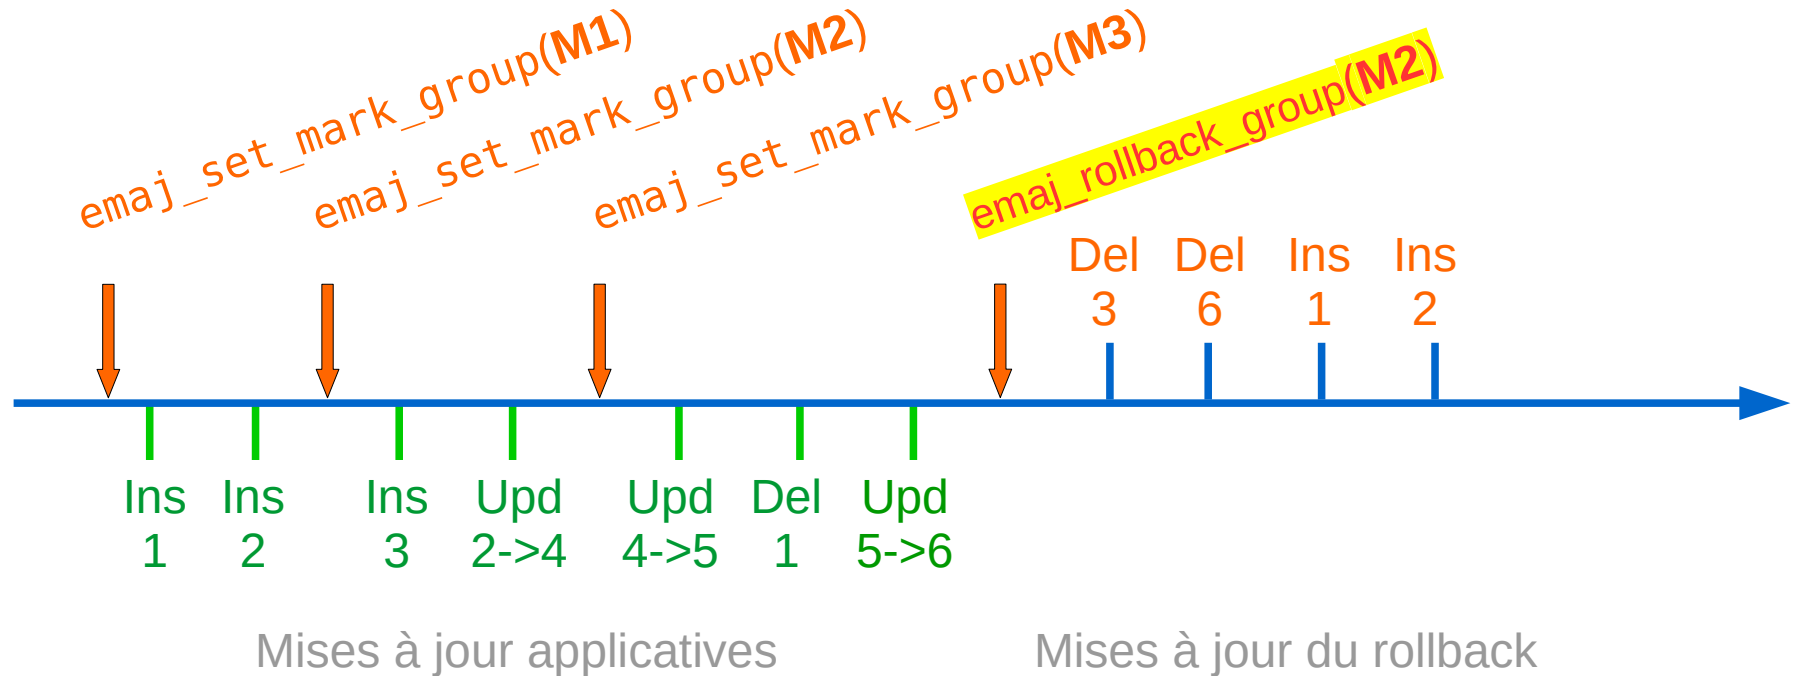 emaj_set_mark_group(M1)
emaj_set_mark_group(M2)
emaj_set_mark_group(M3)
emaj_rollback_group(M2)
Del Del Ins Ins
3 6 1 2
Ins Ins Ins Upd Upd Del Upd
1 2 3 2->4 4->5 1 5->6
Mises à jour applicatives Mises à jour du rollback